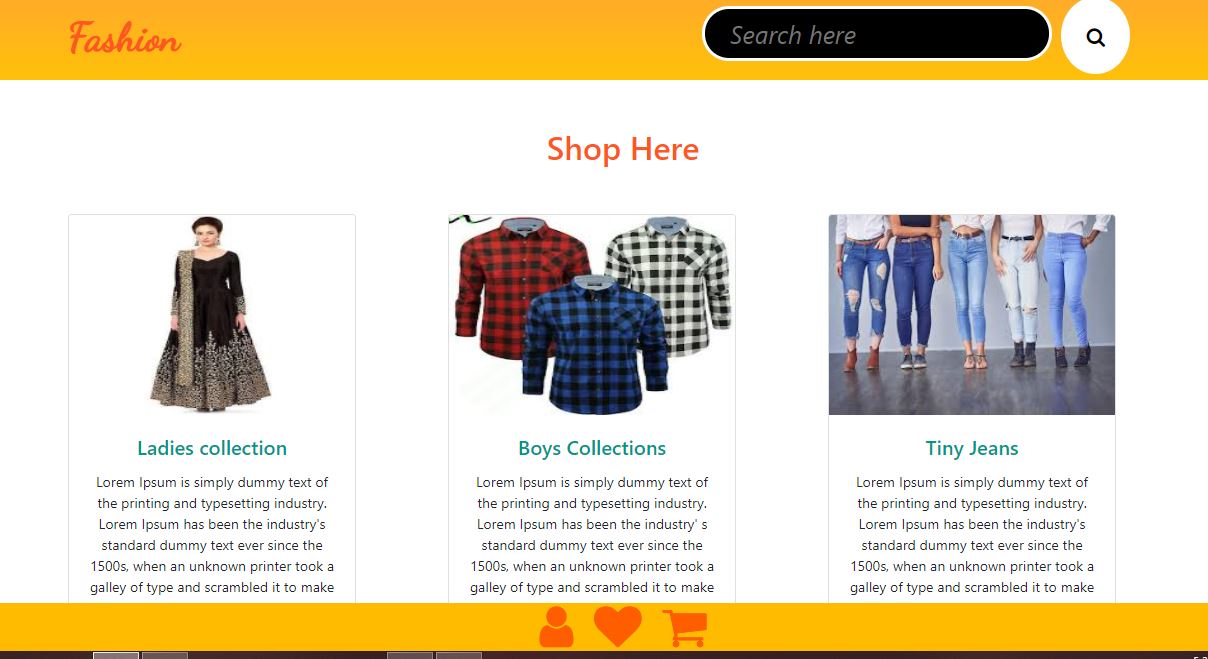 Fashion
Search here
Shop Here
Ladies collection
Lorem Ipsum is simply dummy text of
the printing and typesetting industry.
Lorem Ipsum has been the industry's
standard dummy text ever since the
1500s, when an unknown printer took a
galley of type and scrambled it to make
Boys Collections
Lorem Ipsum is simply dummy text of
the printing and typesetting industry.
Lorem Ipsum has been the industry' s
standard dummy text ever since the
1500s, when an unknown printer took a
galley of type and scrambled it to make
Tiny Jeans
Lorem Ipsum is simply dummy text of
the printing and typesetting industry.
Lorem Ipsum has been the industry's
standard dummy text ever since the
1500s, when an unknown printer took a
galley of type and scrambled it to make